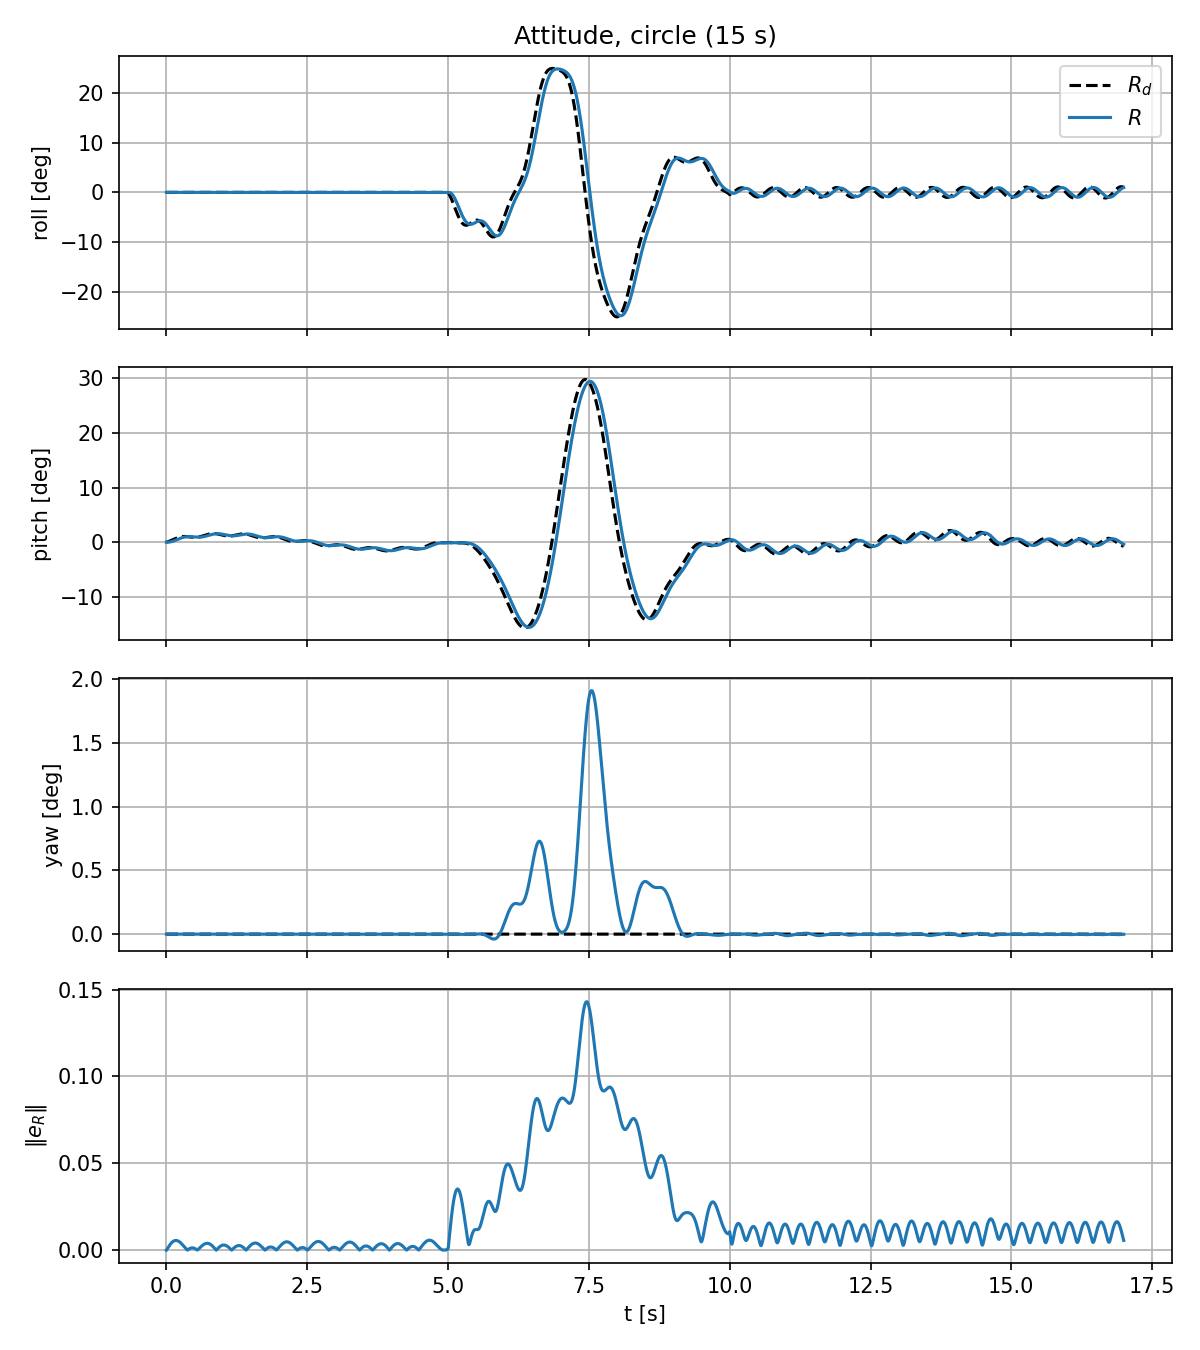 Attitude, circle (15 s)
roll [deg]
20
10
0
−10
−20
R_d
R
pitch [deg]
30
20
10
0
−10
yaw [deg]
2.0
1.5
1.0
0.5
0.0
‖e_R‖
0.15
0.10
0.05
0.00
0.0 2.5 5.0 7.5 10.0 12.5 15.0 17.5
t [s]